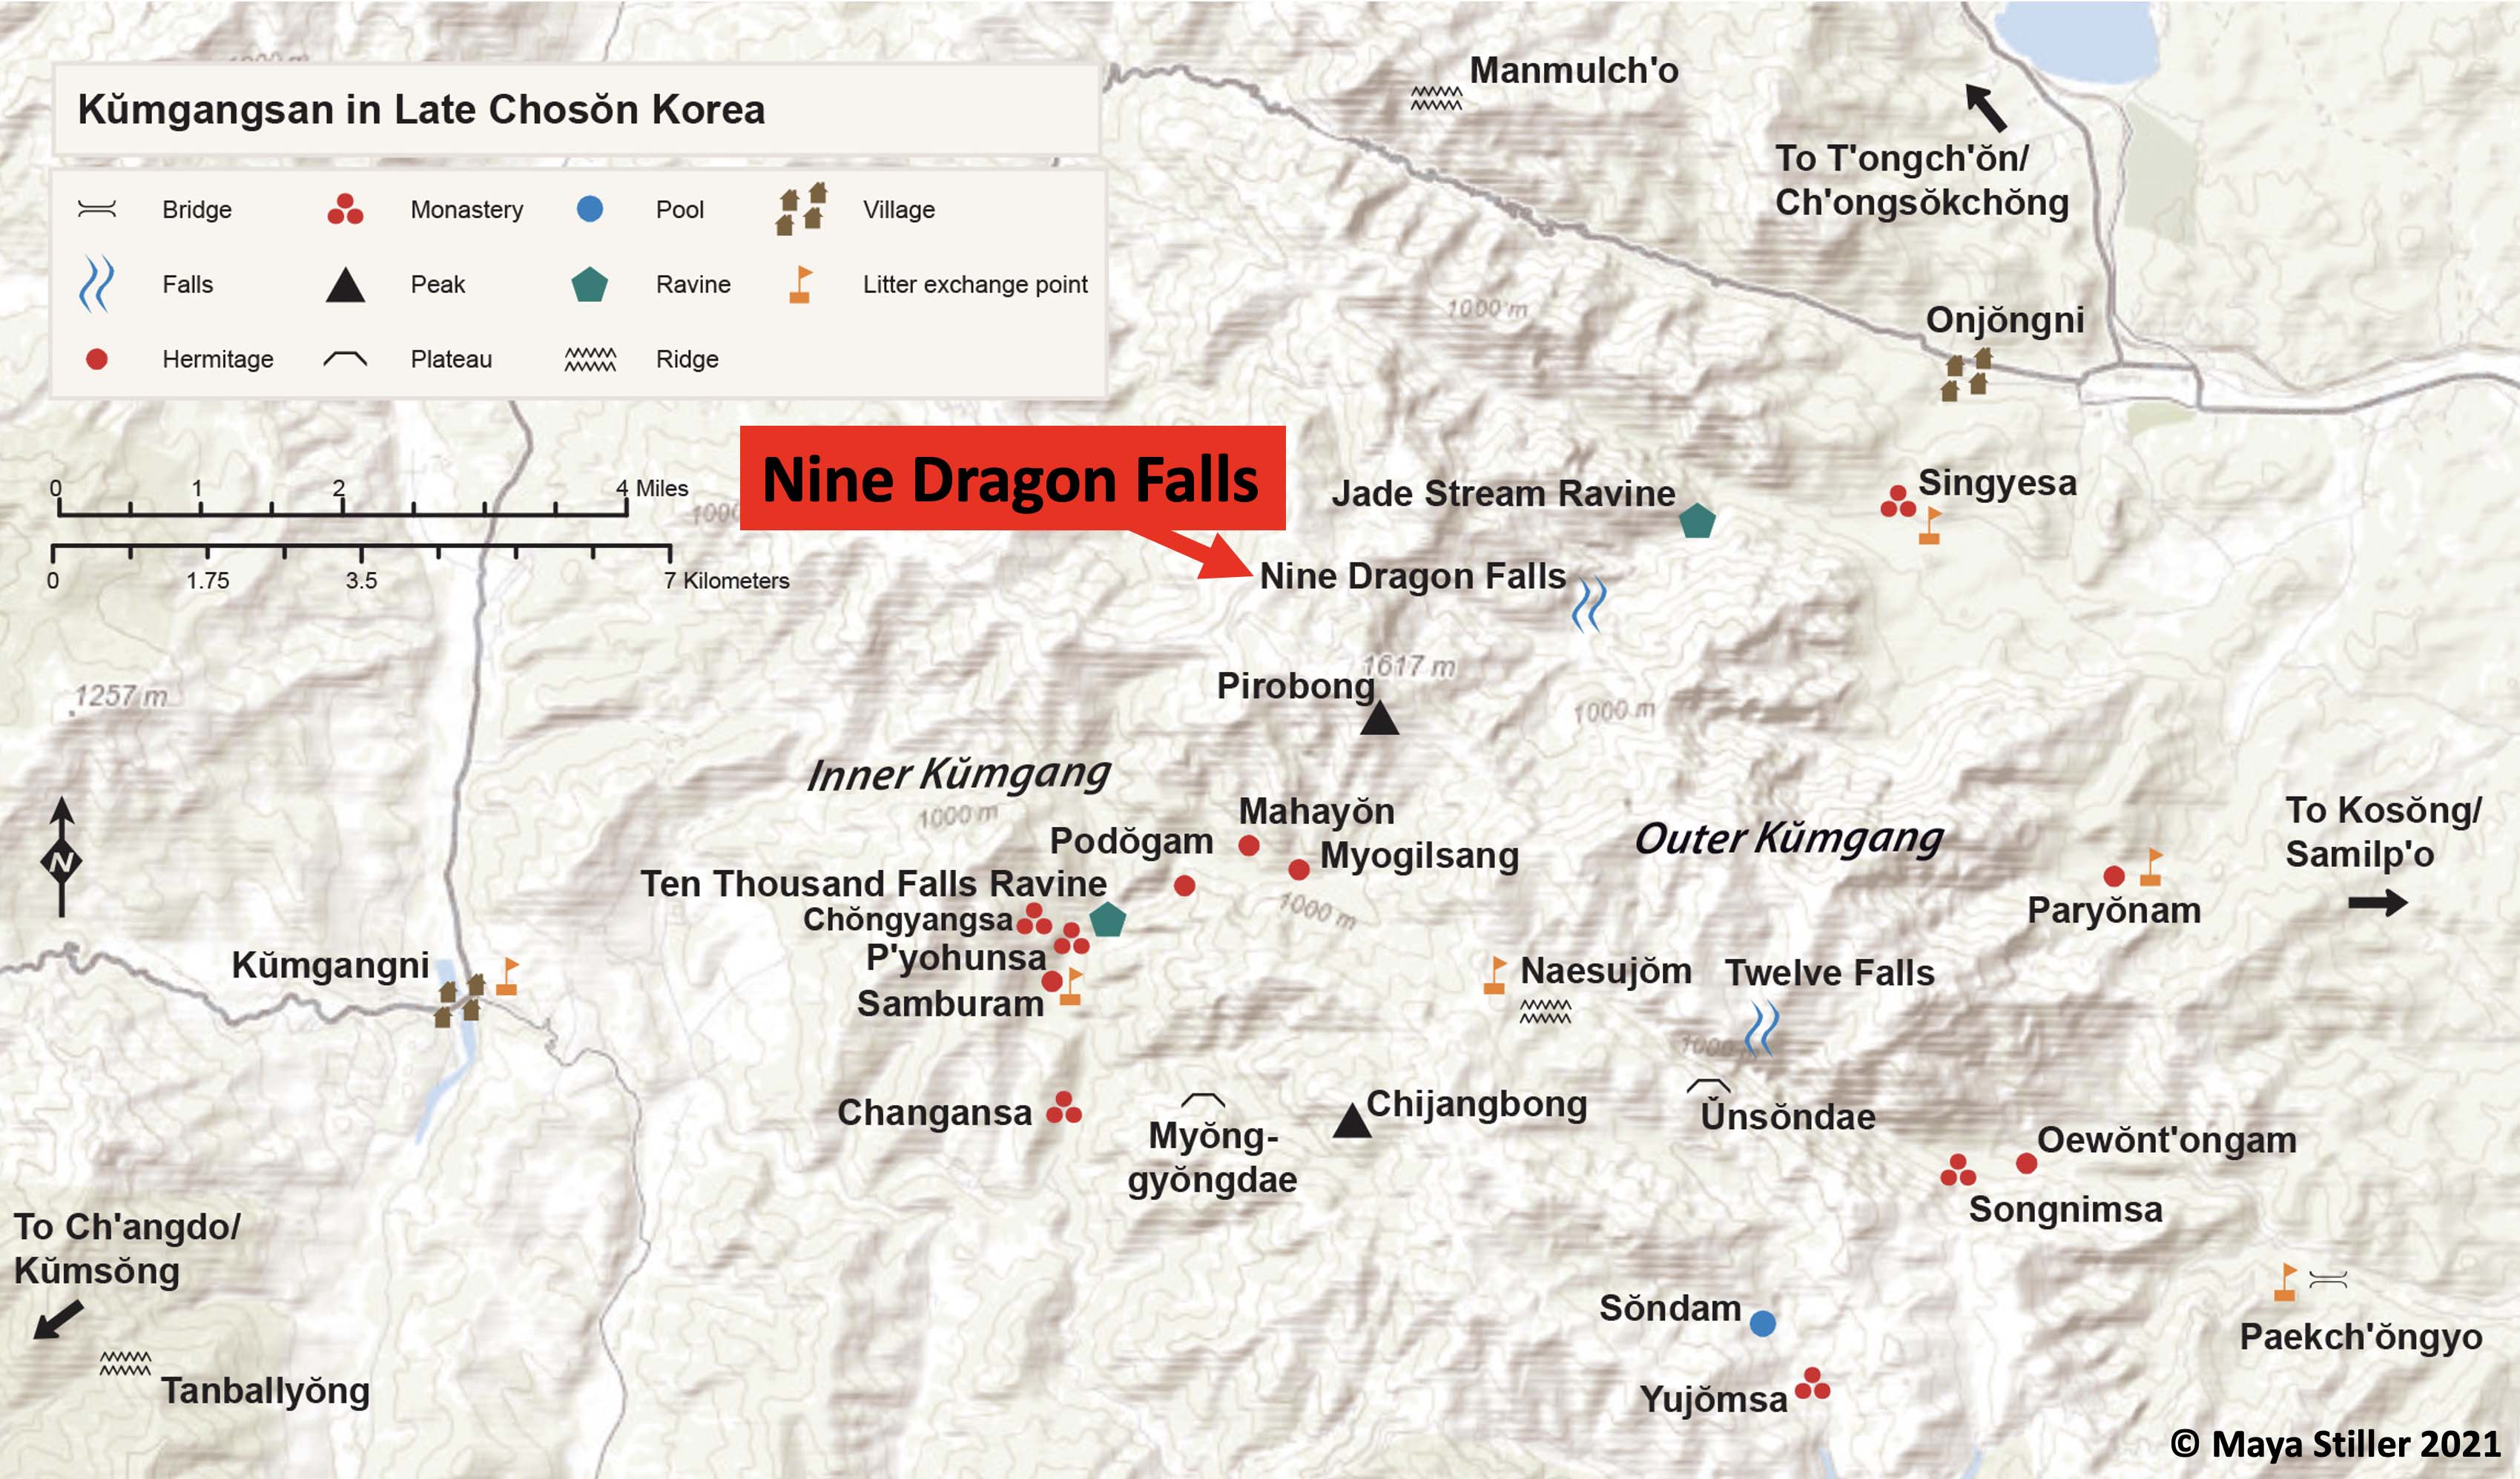 Kŭmgangsan in Late Chosŏn Korea
Bridge
Monastery
Pool
Village
Falls
Peak
Ravine
Litter exchange point
Hermitage
Plateau
Ridge
Manmulch'o
To T'ongch'ŏn/
Ch'ongsŏkchŏng
1000 m
Onjŏngni
0 1 2 4 Miles
0 1.75 3.5 7 Kilometers
Nine Dragon Falls
Jade Stream Ravine
Singyesa
Nine Dragon Falls
1257 m
1617 m
Pirobong
1000 m
Inner Kŭmgang
1000 m
Mahayŏn
Podŏgam
Myogilsang
Outer Kŭmgang
To Kosŏng/
Samilp'o
Ten Thousand Falls Ravine
1000 m
Chŏngyangsa
P'yohunsa
Samburam
Paryŏnam
Kŭmgangni
N
Naesujŏm
Twelve Falls
1000
Changansa
Myŏng-
gyŏngdae
Chijangbong
Ŭnsŏndae
Oewŏnt'ongam
Songnimsa
To Ch'angdo/
Kŭmsŏng
Sŏndam
Paekch'ŏngyo
Tanballyŏng
Yujŏmsa
© Maya Stiller 2021